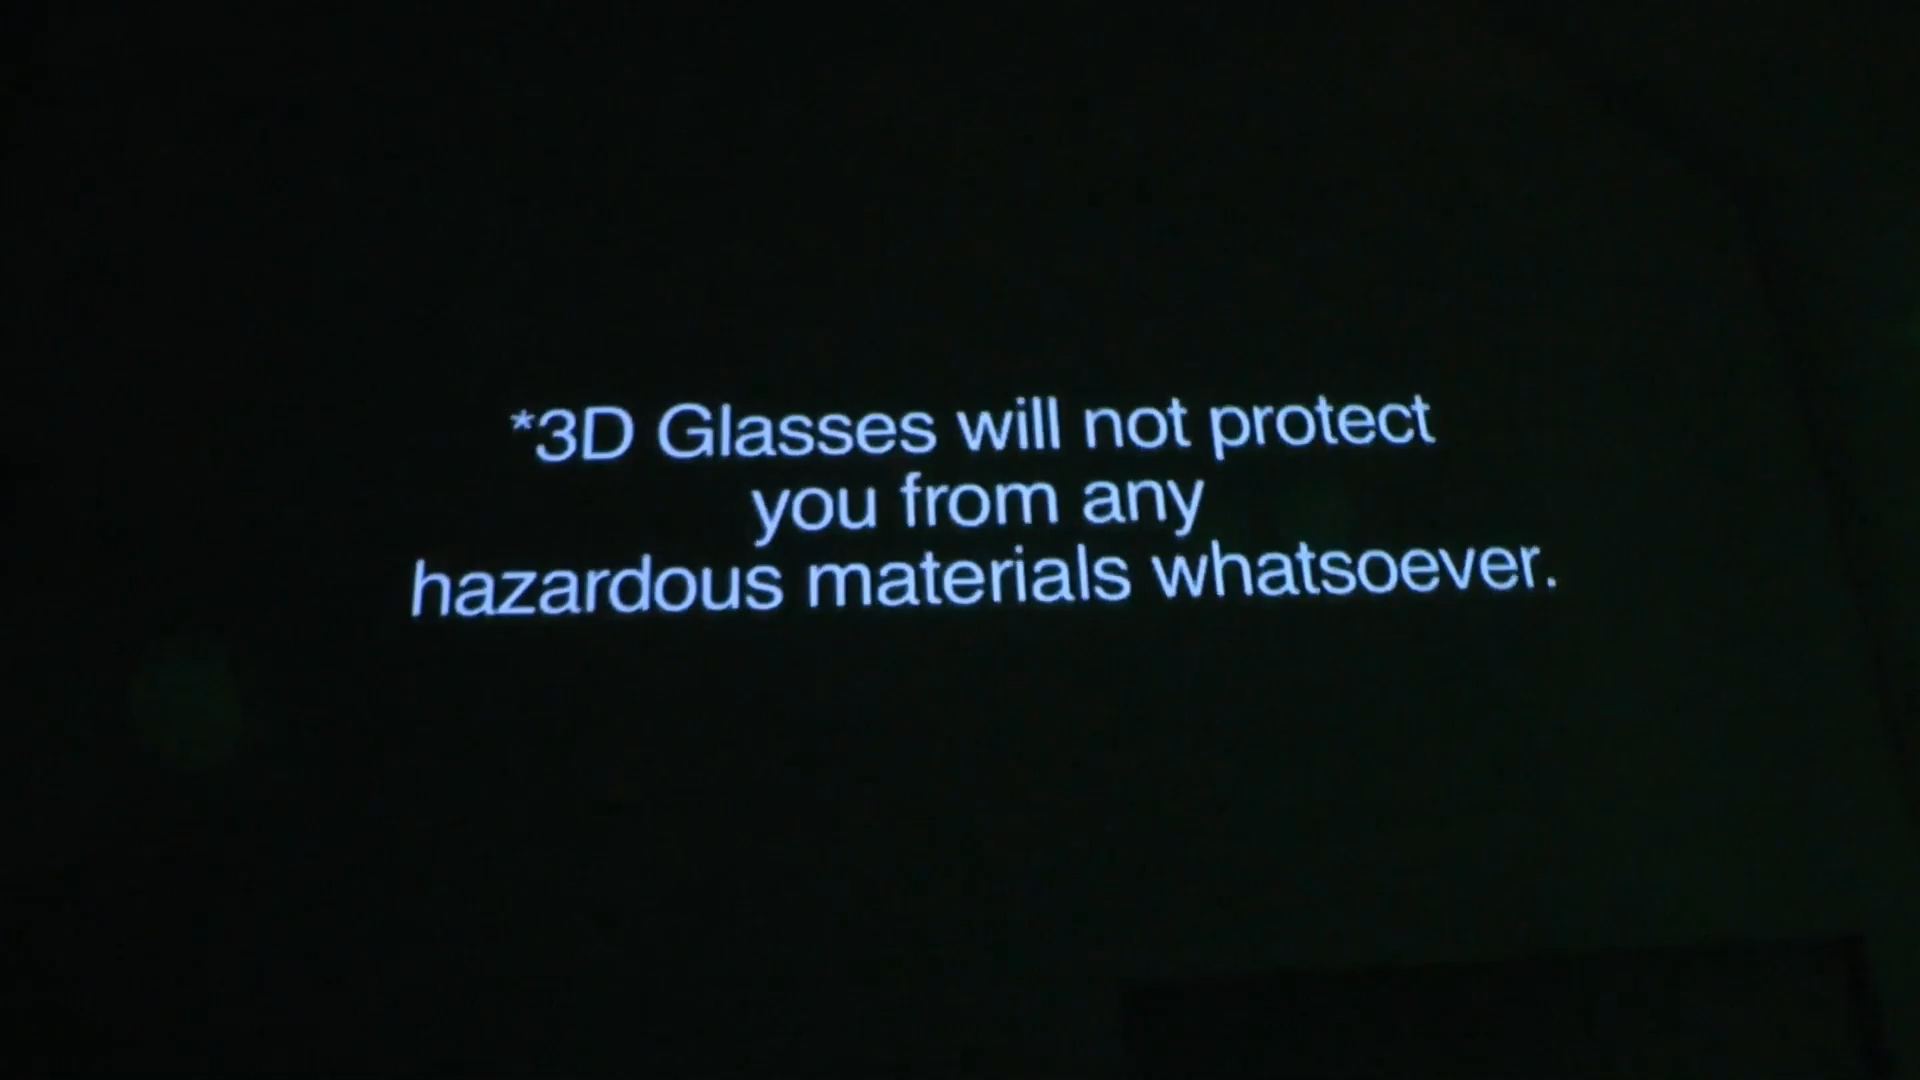 *3D Glasses will not protect
you from any
hazardous materials whatsoever.